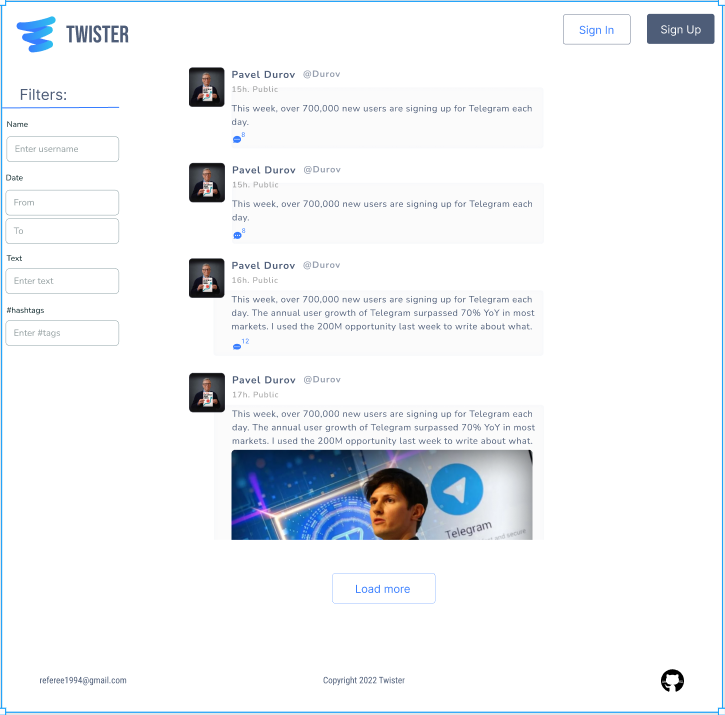 TWISTER
Sign In
Sign Up
Filters:
Name
Enter username
Date
From
To
Text
Enter text
#hashtags
Enter #tags
Pavel Durov @Durov
15h. Public
This week, over 700,000 new users are signing up for Telegram each
day.
8
Pavel Durov @Durov
15h. Public
This week, over 700,000 new users are signing up for Telegram each
day.
8
Pavel Durov @Durov
16h. Public
This week, over 700,000 new users are signing up for Telegram each
day. The annual user growth of Telegram surpassed 70% YoY in most
markets. I used the 200M opportunity last week to write about what.
12
Pavel Durov @Durov
17h. Public
This week, over 700,000 new users are signing up for Telegram each
day. The annual user growth of Telegram surpassed 70% YoY in most
markets. I used the 200M opportunity last week to write about what.
Telegram
and secure
Load more
referee1994@gmail.com
Copyright 2022 Twister